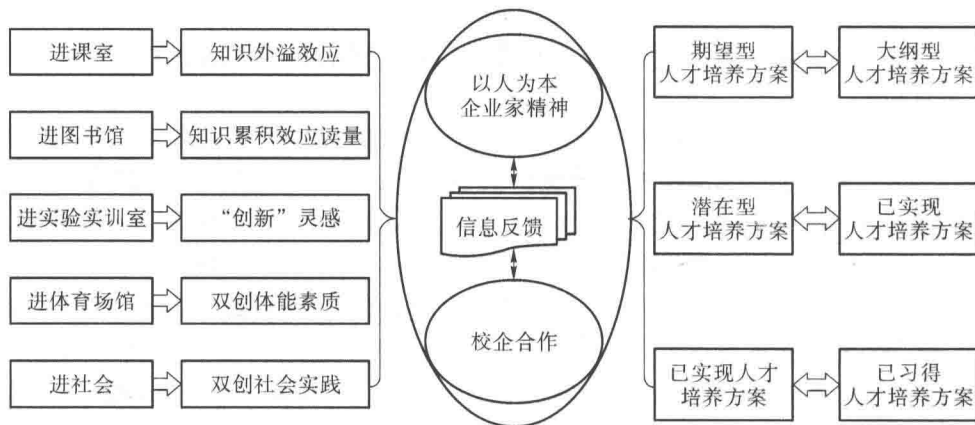 进课室
知识外溢效应
进图书馆
知识累积效应读量
进实验实训室
“创新”灵感
进体育场馆
双创体能素质
进社会
双创社会实践
以人为本
企业家精神
信息反馈
校企合作
期望型
人才培养方案
大纲型
人才培养方案
潜在型
人才培养方案
已实现
人才培养方案
已实现人才
培养方案
已习得
人才培养方案